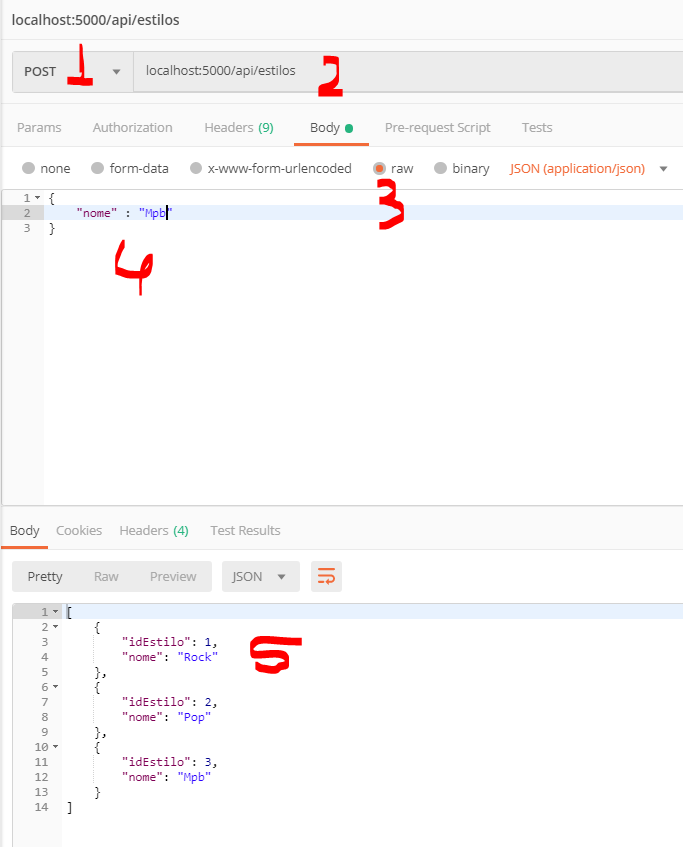 localhost:5000/api/estilos
POST 1 localhost:5000/api/estilos 2
Params Authorization Headers (9) Body Pre-request Script Tests
none form-data x-www-form-urlencoded raw binary JSON (application/json)
3
1 {
2 "nome" : "Mpb"
3 }
4
Body Cookies Headers (4) Test Results
Pretty Raw Preview JSON
1 [
2 {
3 "idEstilo": 1,
4 "nome": "Rock"
5
5 },
6 {
7 "idEstilo": 2,
8 "nome": "Pop"
9 },
10 {
11 "idEstilo": 3,
12 "nome": "Mpb"
13 }
14 ]